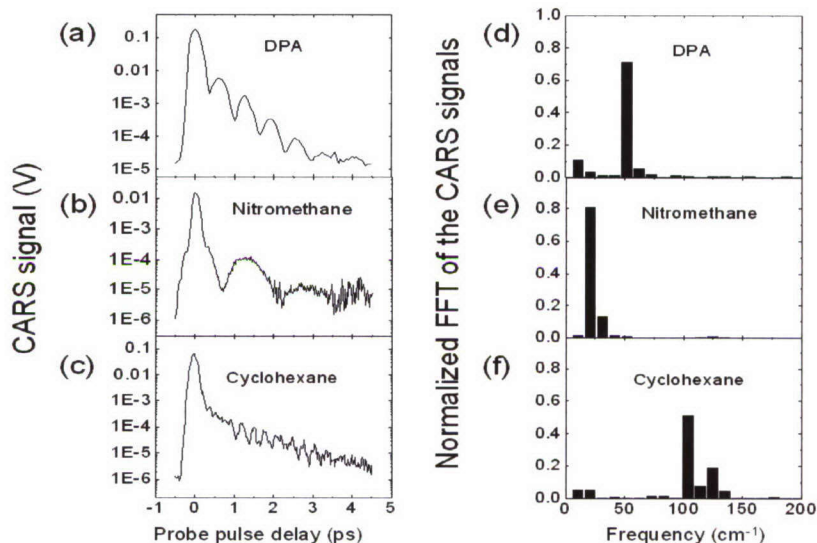 (a)
DPA
0.1
0.01
1E-3
1E-4
1E-5
(b)
Nitromethane
0.01
1E-4
1E-5
1E-6
(c)
Cyclohexane
0.1
0.01
1E-4
1E-5
1E-6
-1 0 1 2 3 4 5
Probe pulse delay (ps)
CARS signal (V)
(d)
DPA
1.0
0.8
0.6
0.4
0.2
0.0
(e)
Nitromethane
0.8
0.6
0.4
0.2
0.0
(f)
Cyclohexane
0.8
0.6
0.4
0.2
0.0
0 50 100 150 200
Frequency (cm⁻¹)
Normalized FFT of the CARS signals